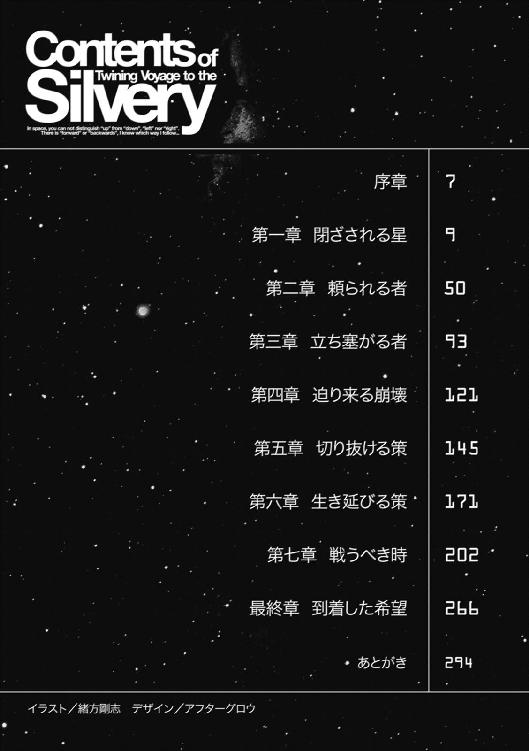 Contents of
Twining Voyage to the
Silvery
In space, you can not distinguish "up" from "down", "left" nor "right".
There is "forward" or "backwards", I know which way I follow...
序章 7
第一章 閉ざされる星 9
第二章 頼られる者 50
第三章 立ち塞がる者 93
第四章 迫り来る崩壊 121
第五章 切り抜ける策 145
第六章 生き延びる策 171
第七章 戦うべき時 202
最終章 到着した希望 266
あとがき 294
イラスト／緒方剛志 デザイン／アフターグロウ